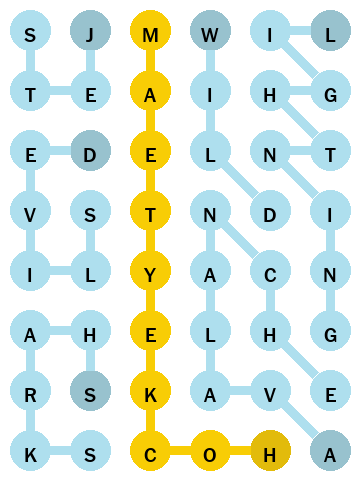 S J M W I L
T E A I H G
E D E L N T
V S T N D I
I L Y A C N
A H E L H G
R S K A V E
K S C O H A